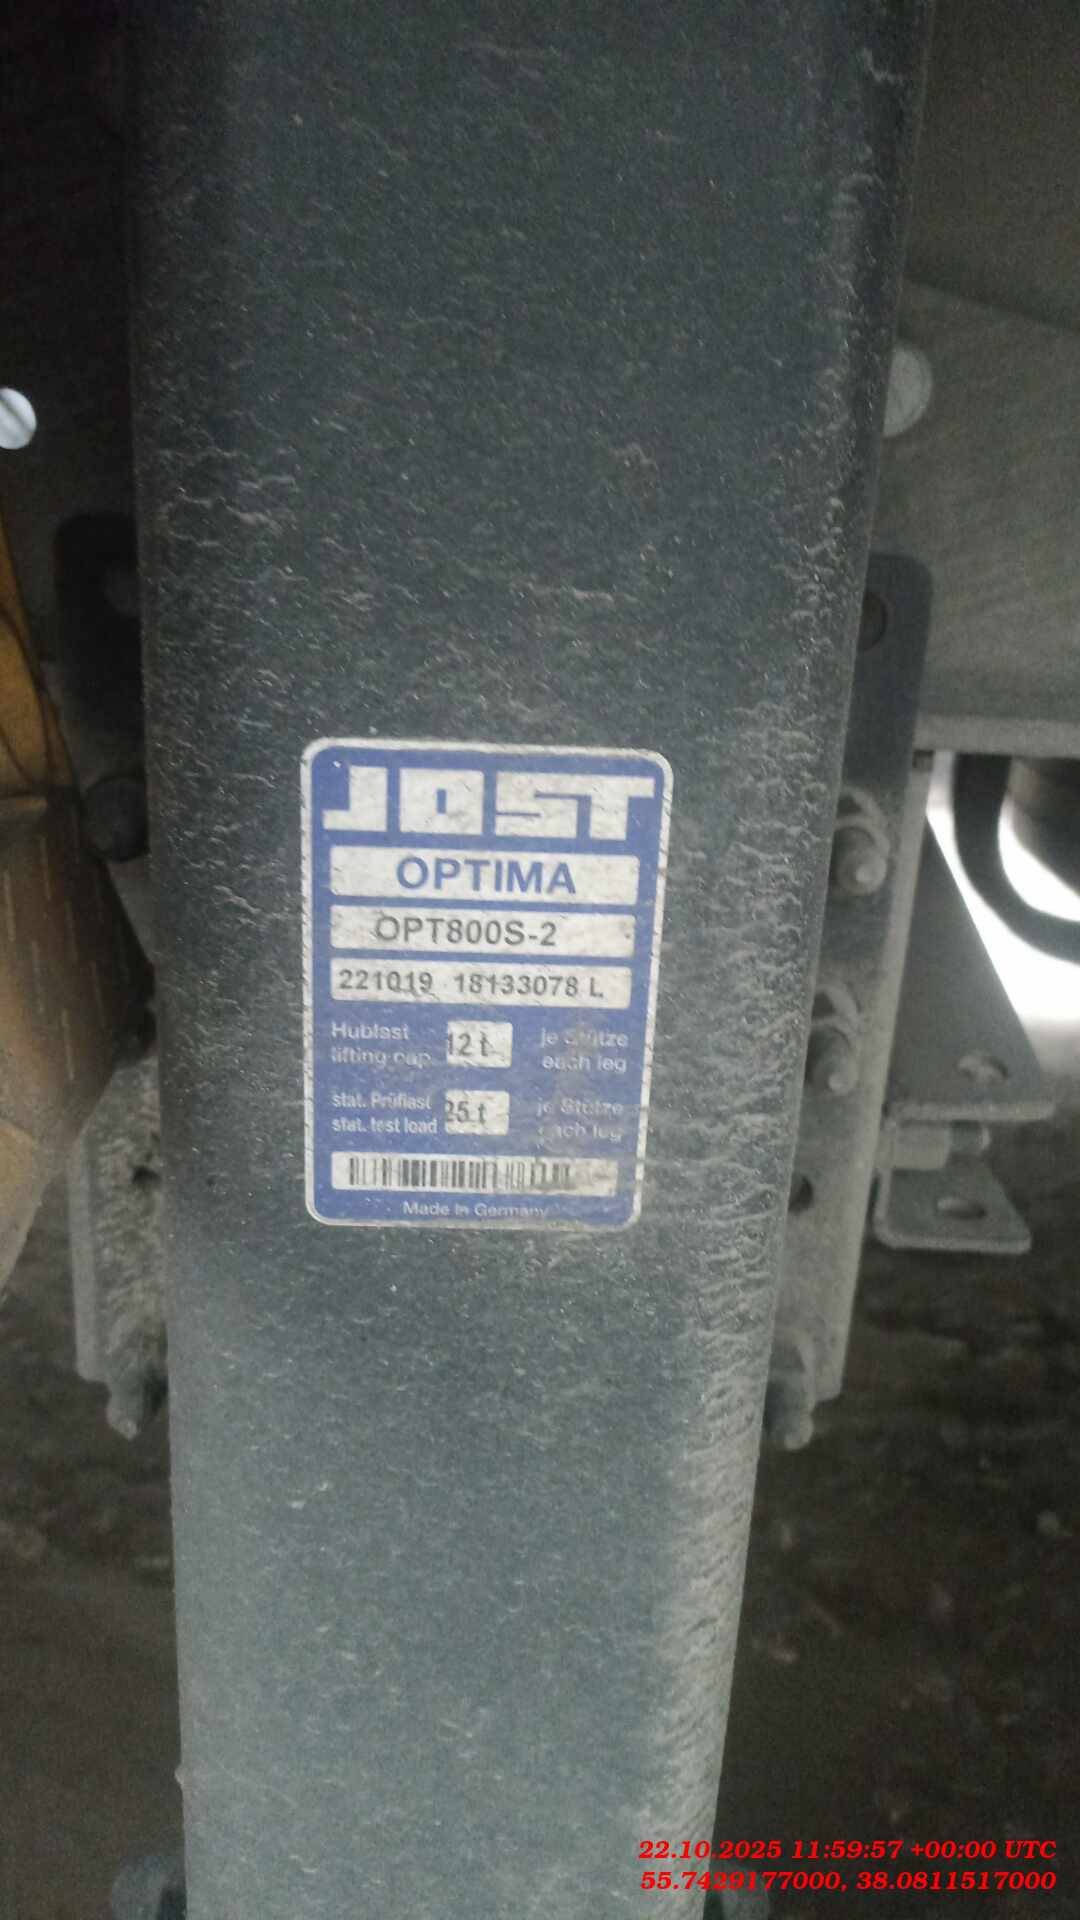 JOST
OPTIMA
OPT800S-2
221019 18133078 L
Hublast 12 t je Stütze
lifting cap. each leg
stat. Prüflast 25 t je Stütze
stat. test load each leg
Made in Germany
22.10.2025 11:59:57 +00:00 UTC
55.7429177000, 38.0811517000